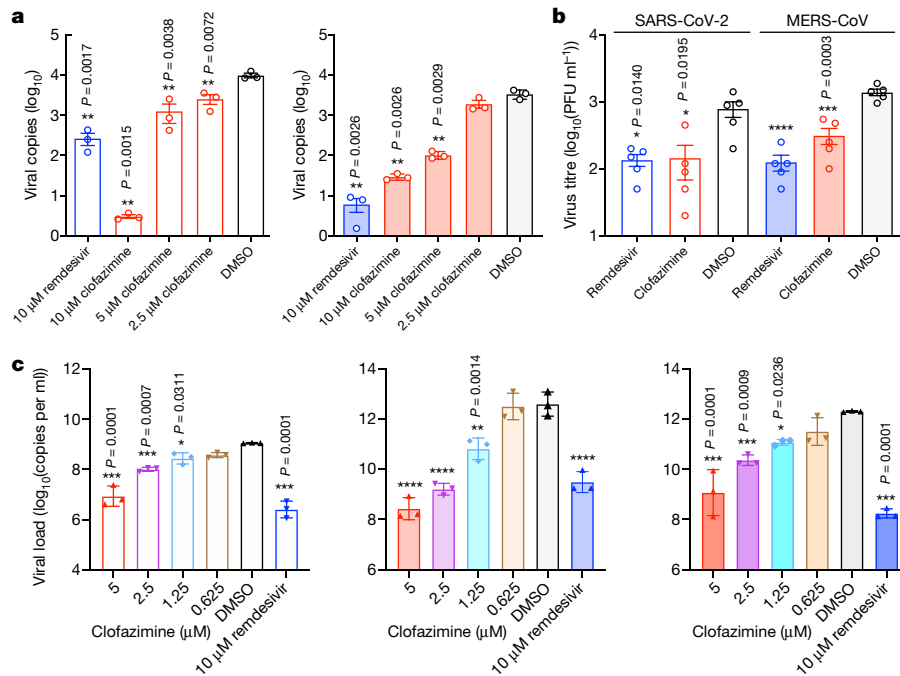 a
Viral copies (log10)
5
4
3
2
1
0
** P = 0.0017
** P = 0.0015
** P = 0.0038
** P = 0.0072
10 μM remdesivir
10 μM clofazimine
5 μM clofazimine
2.5 μM clofazimine
DMSO
Viral copies (log10)
5
4
3
2
1
0
** P = 0.0026
** P = 0.0026
** P = 0.0029
10 μM remdesivir
10 μM clofazimine
5 μM clofazimine
2.5 μM clofazimine
DMSO
b
SARS-CoV-2 MERS-CoV
Virus titre (log10(PFU ml−1))
4
3
2
1
* P = 0.0140
* P = 0.0195
****
*** P = 0.0003
Remdesivir
Clofazimine
DMSO
Remdesivir
Clofazimine
DMSO
c
Viral load (log10(copies per ml))
12
10
8
6
4
*** P = 0.0001
*** P = 0.0007
* P = 0.0311
*** P = 0.0001
5
2.5
1.25
0.625
DMSO
10 μM remdesivir
Clofazimine (μM)
14
12
10
8
6
****
****
** P = 0.0014
****
5
2.5
1.25
0.625
DMSO
10 μM remdesivir
Clofazimine (μM)
14
12
10
8
6
*** P = 0.0001
*** P = 0.0009
* P = 0.0236
*** P = 0.0001
5
2.5
1.25
0.625
DMSO
10 μM remdesivir
Clofazimine (μM)